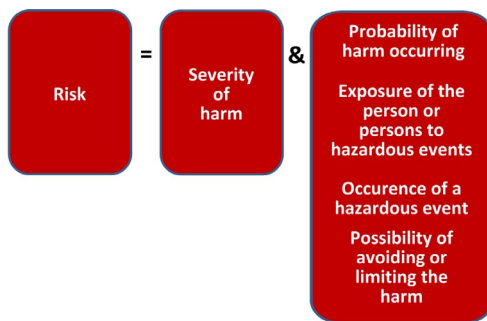 Risk
=
Severity
of
harm
&
Probability of
harm occurring
Exposure of the
person or
persons to
hazardous events
Occurence of a
hazardous event
Possibility of
avoiding or
limiting the
harm